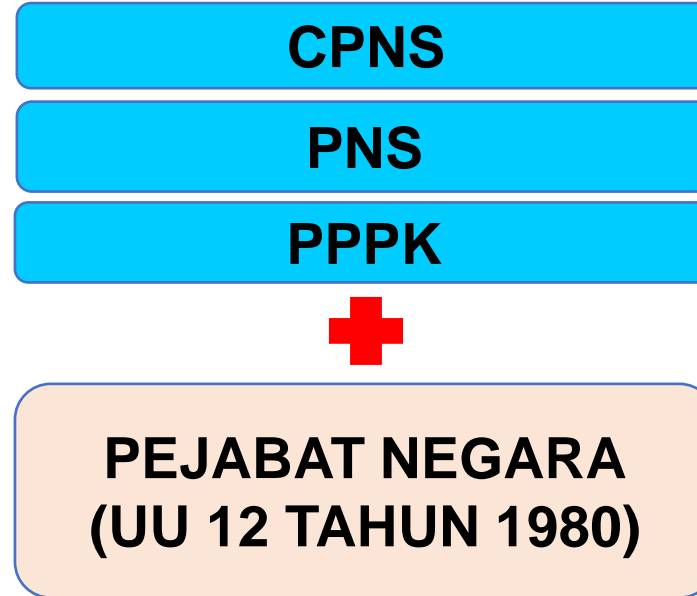 CPNS
PNS
PPPK
PEJABAT NEGARA
(UU 12 TAHUN 1980)